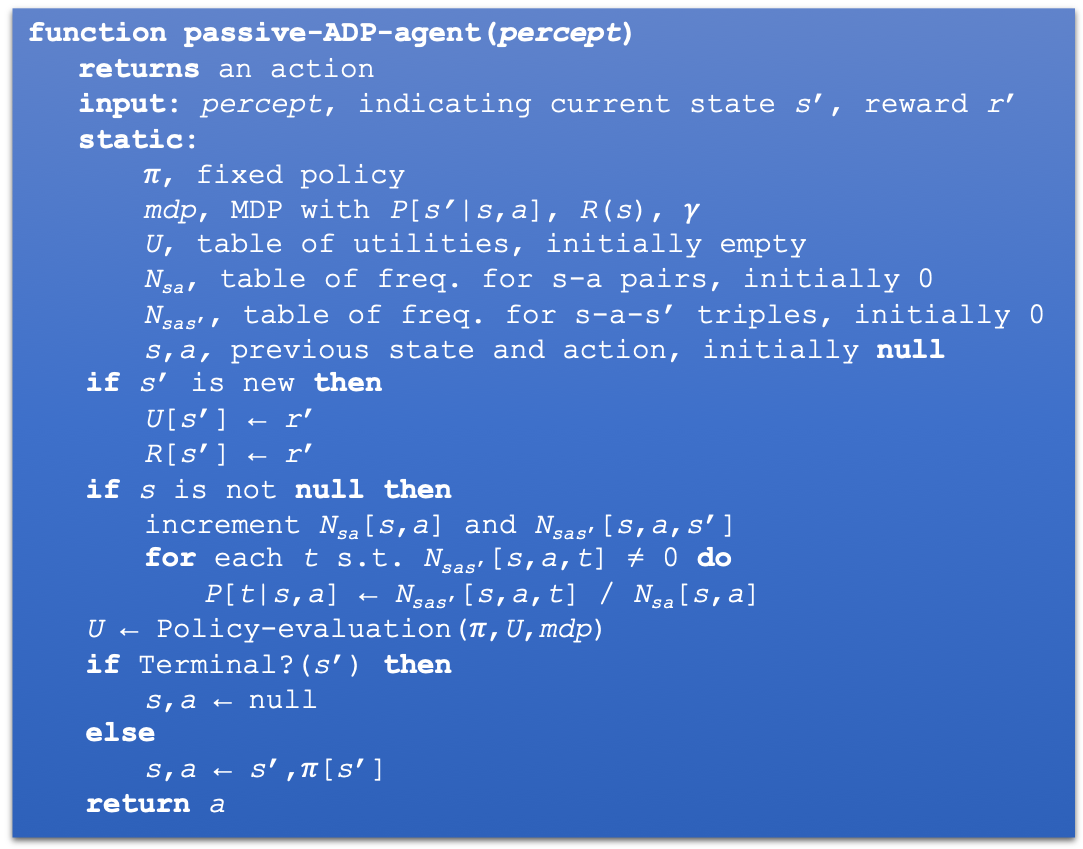 function passive-ADP-agent(percept)
returns an action
input: percept, indicating current state s′, reward r′
static:
π, fixed policy
mdp, MDP with P[s′|s,a], R(s), γ
U, table of utilities, initially empty
Nsa, table of freq. for s-a pairs, initially 0
Nsas′, table of freq. for s-a-s′ triples, initially 0
s,a, previous state and action, initially null
if s′ is new then
U[s′] ← r′
R[s′] ← r′
if s is not null then
increment Nsa[s,a] and Nsas′[s,a,s′]
for each t s.t. Nsas′[s,a,t] ≠ 0 do
P[t|s,a] ← Nsas′[s,a,t] / Nsa[s,a]
U ← Policy-evaluation(π,U,mdp)
if Terminal?(s′) then
s,a ← null
else
s,a ← s′,π[s′]
return a